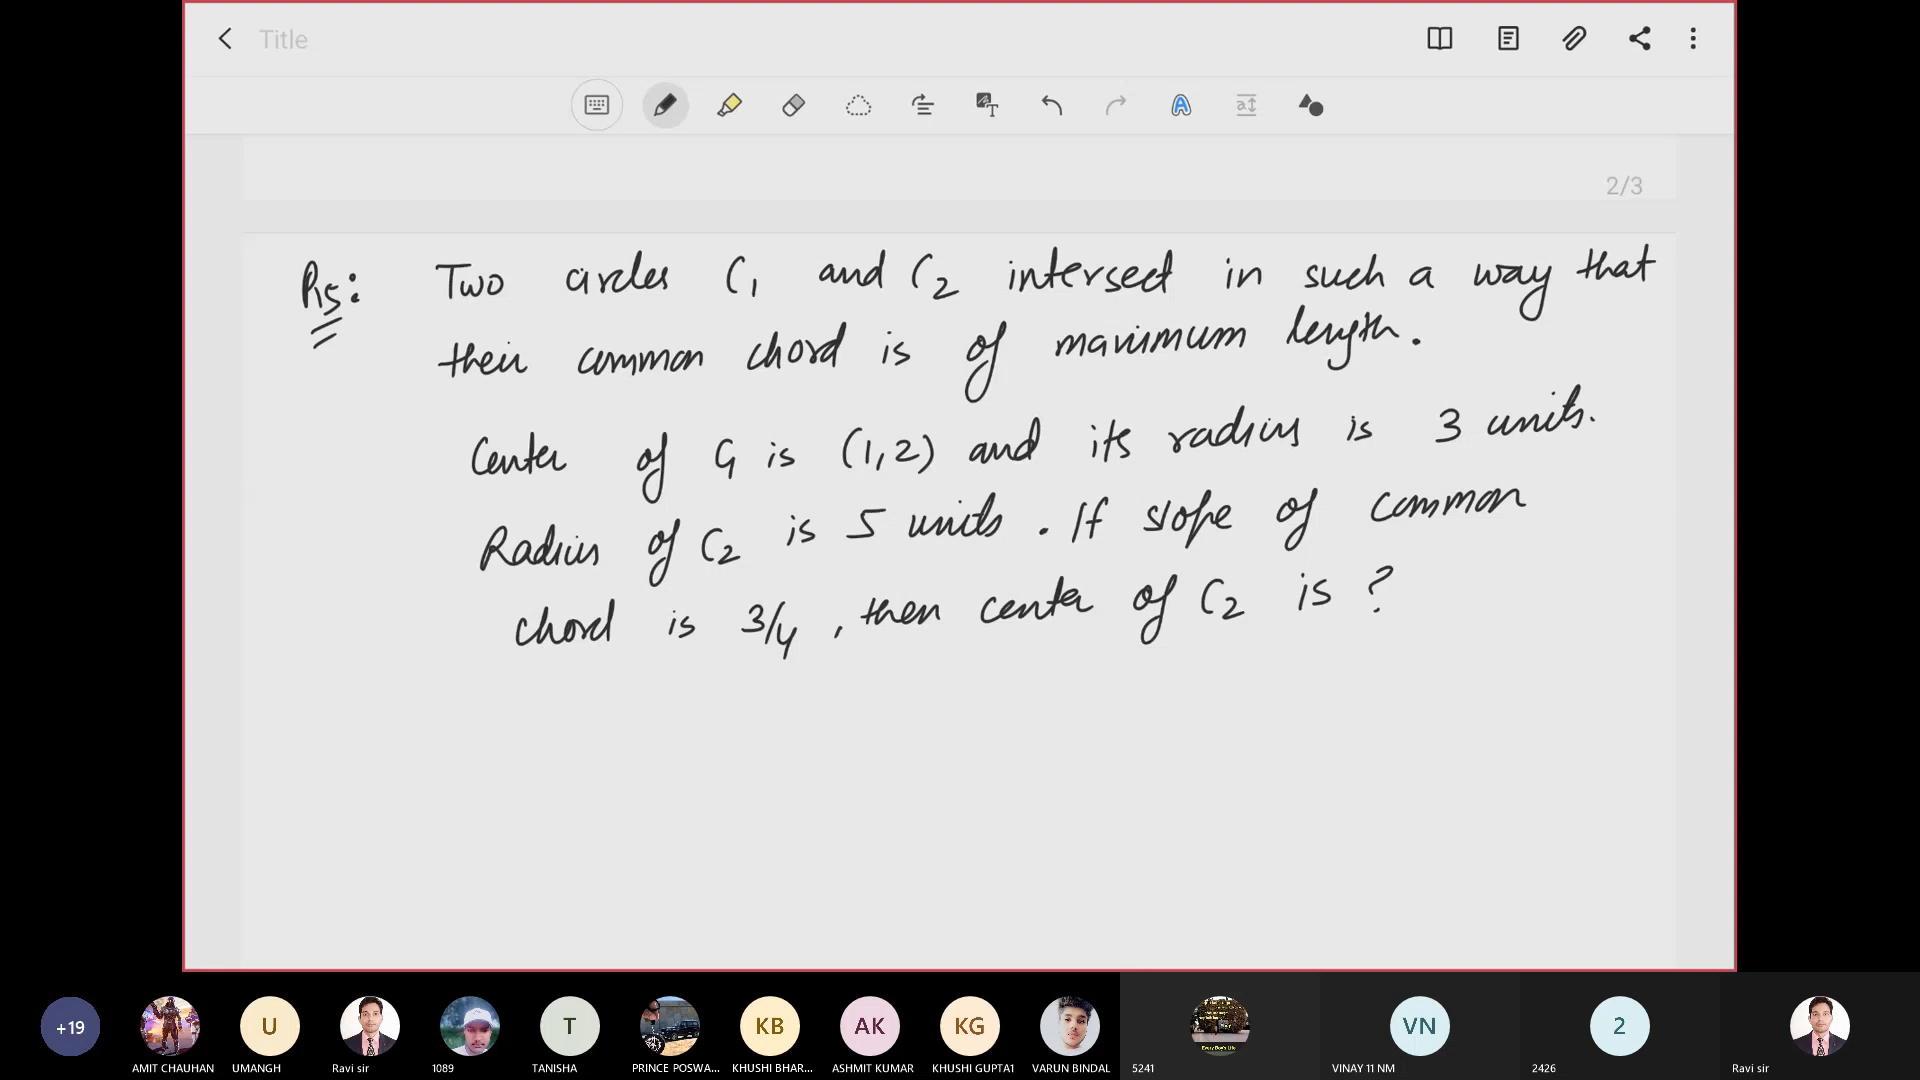 Title
2/3
P15: Two circles C1 and C2 intersect in such a way that
their common chord is of maximum length.
Center of C1 is (1,2) and its radius is 3 units.
Radius of C2 is 5 units. If slope of common
chord is 3/4, then center of C2 is ?
+19
U
T
KB
AK
KG
VN
2
AMIT CHAUHAN
UMANGH
Ravi sir
1089
TANISHA
PRINCE POSWA...
KHUSHI BHAR...
ASHMIT KUMAR
KHUSHI GUPTA1
VARUN BINDAL
5241
VINAY 11 NM
2426
Ravi sir